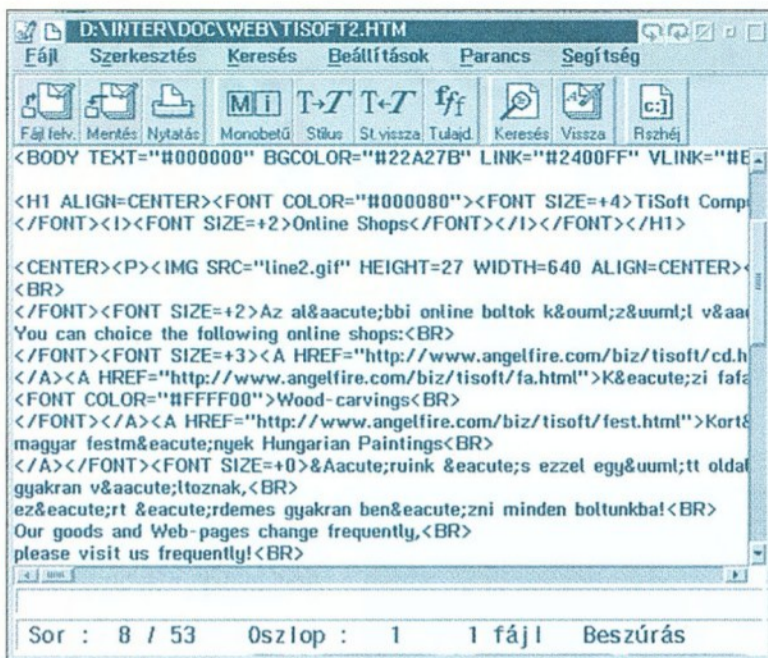 D:\INTER\DOC\WEB\TISOFT2.HTM
Fájl Szerkesztés Keresés Beállítások Parancs Segítség
Fájl felv. Mentés Nytatás Monobetű Stílus St.vissza Tulajd. Keresés Vissza Rszhéj
<BODY TEXT="#000000" BGCOLOR="#22A27B" LINK="#2400FF" VLINK="#E
<H1 ALIGN=CENTER><FONT COLOR="#000080"><FONT SIZE=+4>TiSoft Comp
</FONT><I><FONT SIZE=+2>Online Shops</FONT></I></FONT></H1>
<CENTER><P><IMG SRC="line2.gif" HEIGHT=27 WIDTH=640 ALIGN=CENTER><
<BR>
</FONT><FONT SIZE=+2>Az al&aacute;bbi online boltok k&ouml;z&uuml;l v&aa
You can choice the following online shops:<BR>
</FONT><FONT SIZE=+3><A HREF="http://www.angelfire.com/biz/tisoft/cd.h
</A><A HREF="http://www.angelfire.com/biz/tisoft/fa.html">K&eacute;zi fafa
<FONT COLOR="#FFFF00">Wood-carvings<BR>
</FONT></A><A HREF="http://www.angelfire.com/biz/tisoft/fest.html">Kort&
magyar festm&eacute;nyek Hungarian Paintings<BR>
</A></FONT><FONT SIZE=+0>&Aacute;ruink &eacute;s ezzel egy&uuml;tt oldal
gyakran v&aacute;ltoznak,<BR>
ez&eacute;rt &eacute;rdemes gyakran ben&eacute;zni minden boltunkba!<BR>
Our goods and Web-pages change frequently,<BR>
please visit us frequently!<BR>
Sor : 8 / 53 Oszlop : 1 1 fájl Beszúrás